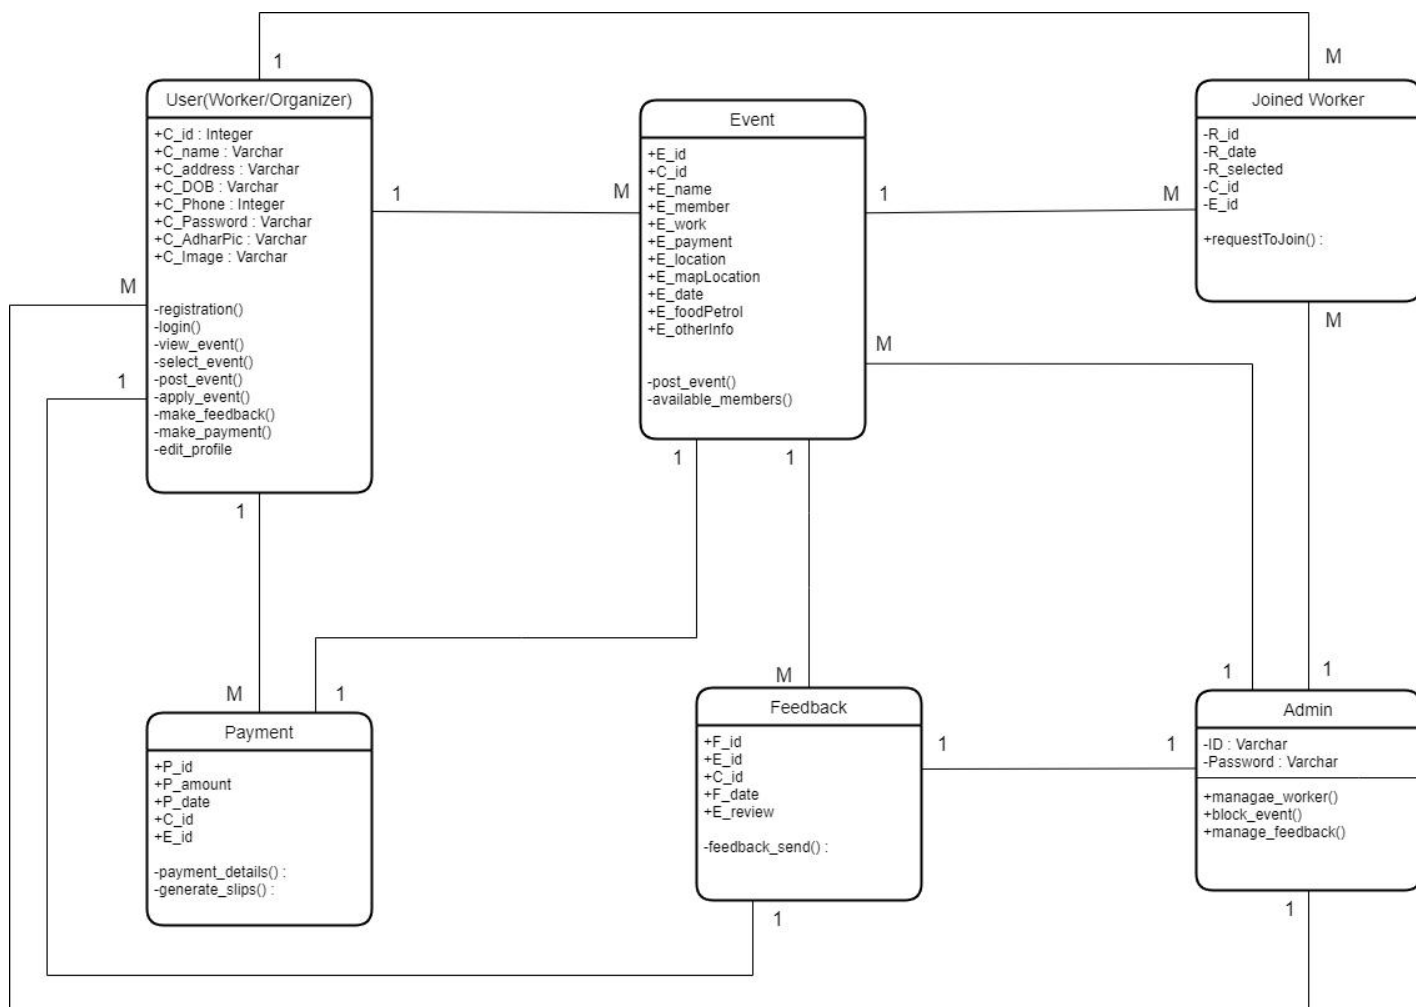 1
M
User(Worker/Organizer)
+C_id : Integer
+C_name : Varchar
+C_address : Varchar
+C_DOB : Varchar
+C_Phone : Integer
+C_Password : Varchar
+C_AdharPic : Varchar
+C_Image : Varchar
-registration()
-login()
-view_event()
-select_event()
-post_event()
-apply_event()
-make_feedback()
-make_payment()
-edit_profile
M
1
1
1
M
Event
+E_id
+C_id
+E_name
+E_member
+E_work
+E_payment
+E_location
+E_mapLocation
+E_date
+E_foodPetrol
+E_otherInfo
-post_event()
-available_members()
1
M
M
1
1
Joined Worker
-R_id
-R_date
-R_selected
-C_id
-E_id
+requestToJoin() :
M
M
1
Payment
+P_id
+P_amount
+P_date
+C_id
+E_id
-payment_details() :
-generate_slips() :
M
Feedback
+F_id
+E_id
+C_id
+F_date
+E_review
-feedback_send() :
1
1
1
1
1
Admin
-ID : Varchar
-Password : Varchar
+managae_worker()
+block_event()
+manage_feedback()
1